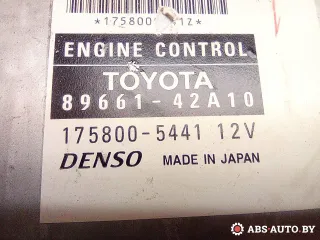 ENGINE CONTROL
TOYOTA
89661-42A10
175800-5441 12V
DENSO MADE IN JAPAN
ABS-AUTO.BY